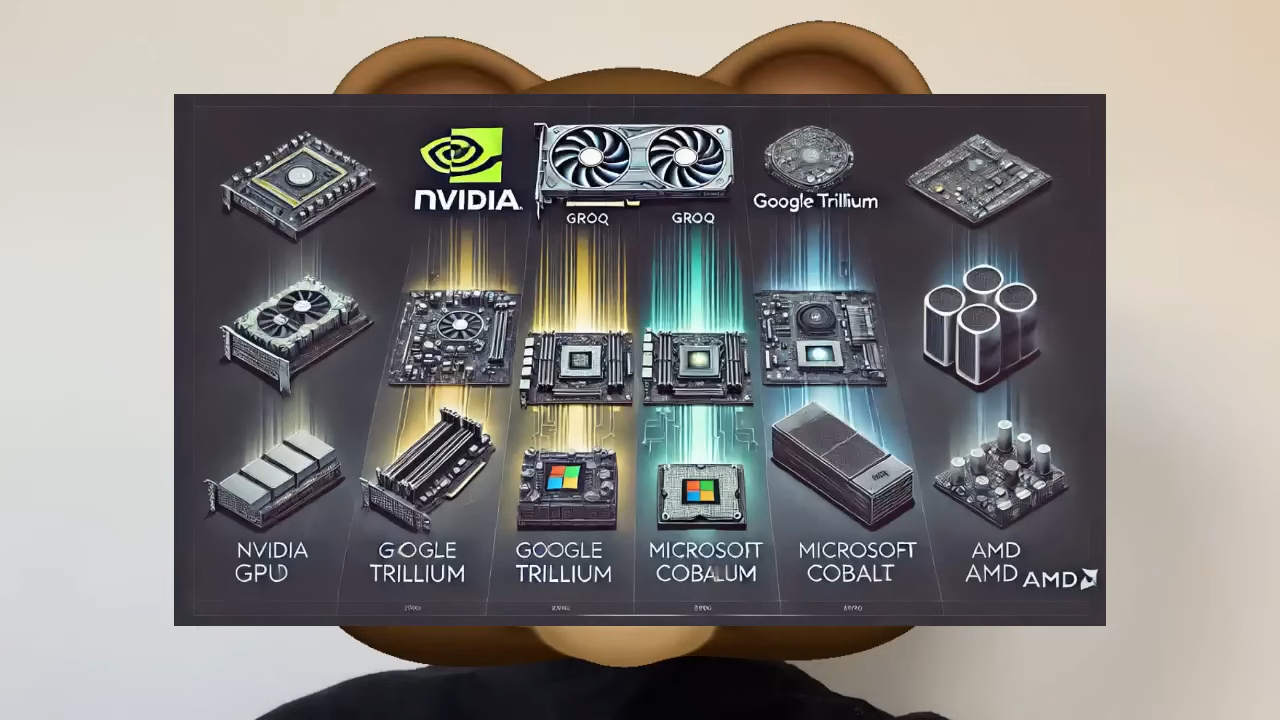 NVIDIA.
GROQ
GROQ
Google Trillium
NVIDIA
GPU
GOOGLE
TRILLIUM
GOOGLE
TRILLIUM
MICROSOFT
COBALUM
MICROSOFT
COBALT
AMD
AMD
AMD